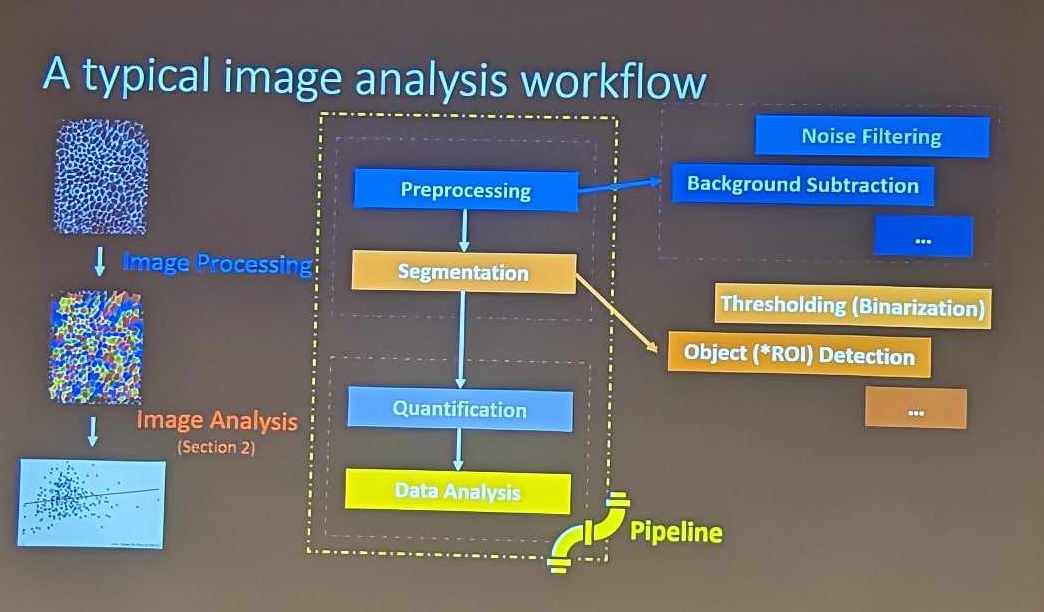 A typical image analysis workflow
Noise Filtering
Preprocessing
Background Subtraction
...
Image Processing
Segmentation
Thresholding (Binarization)
Object (*ROI) Detection
...
Image Analysis
(Section 2)
Quantification
Data Analysis
Pipeline